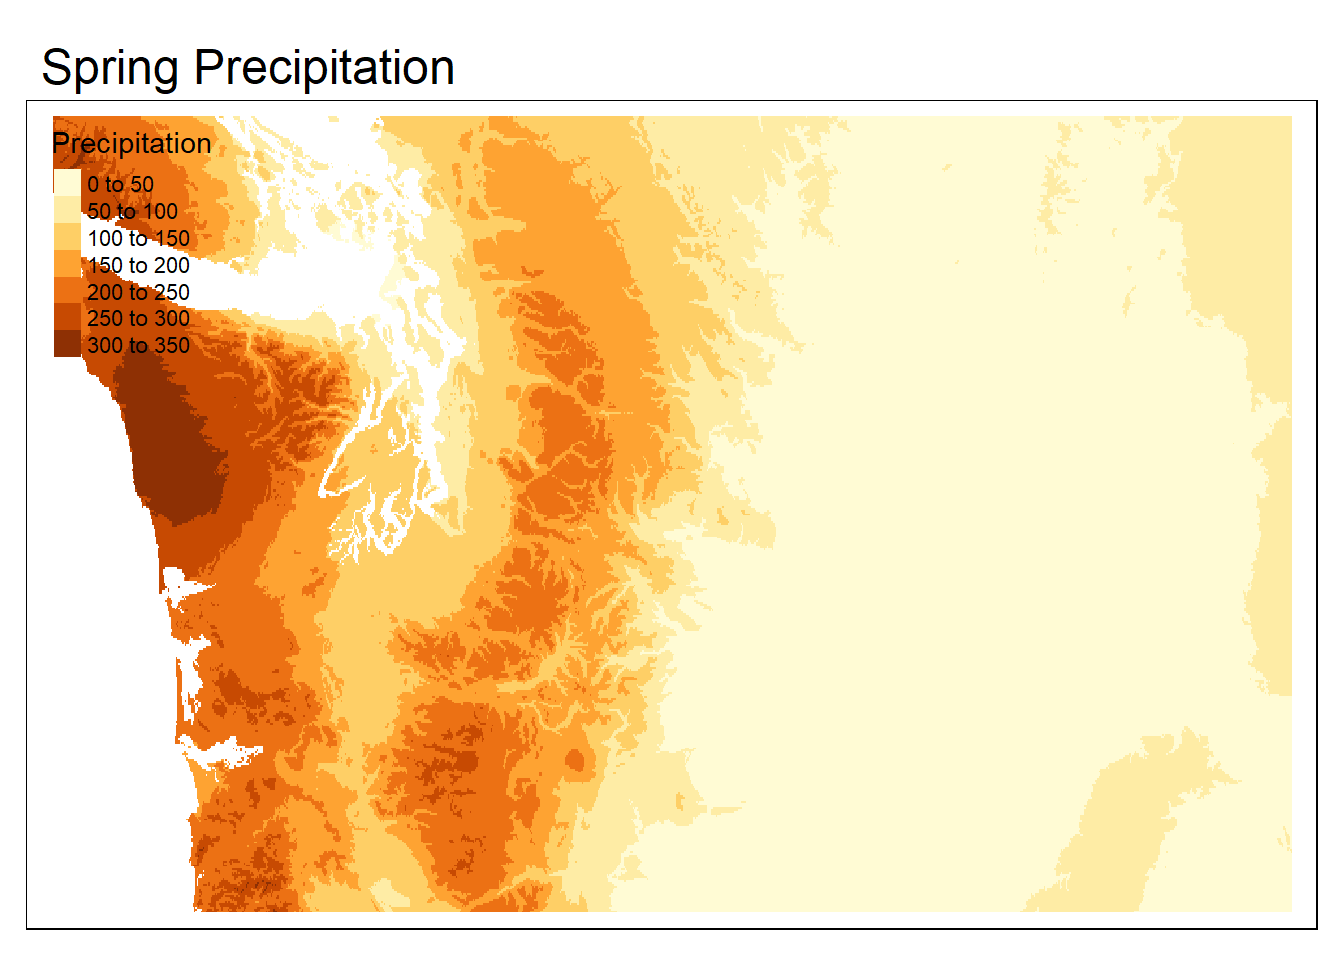 Spring Precipitation
Precipitation
0 to 50
50 to 100
100 to 150
150 to 200
200 to 250
250 to 300
300 to 350